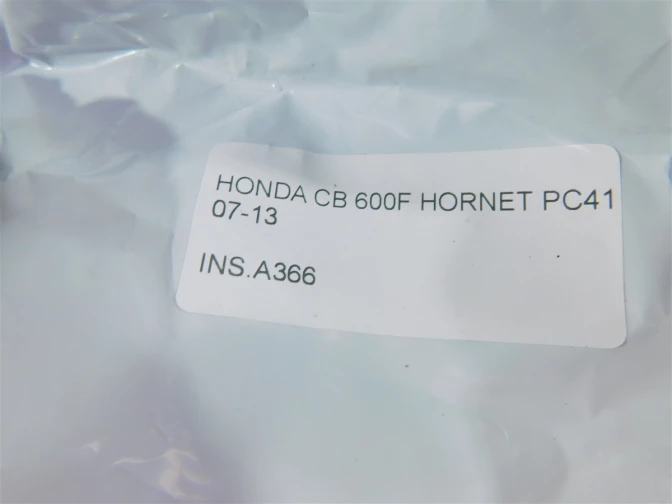 HONDA CB 600F HORNET PC41
07-13
INS.A366